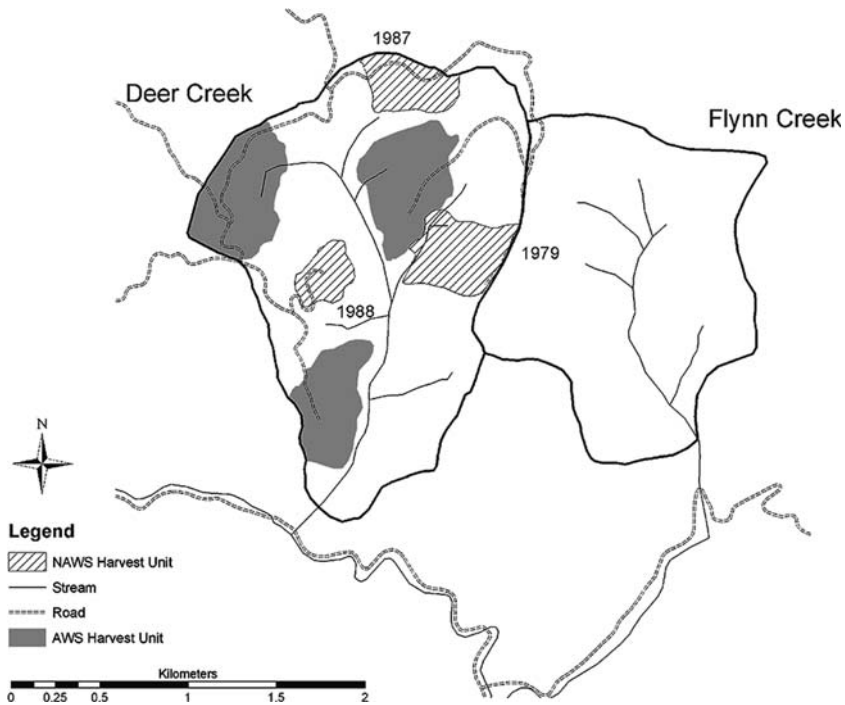 1987
Deer Creek
Flynn Creek
1979
1988
N
Legend
NAWS Harvest Unit
Stream
Road
AWS Harvest Unit
Kilometers
0 0.25 0.5 1 1.5 2